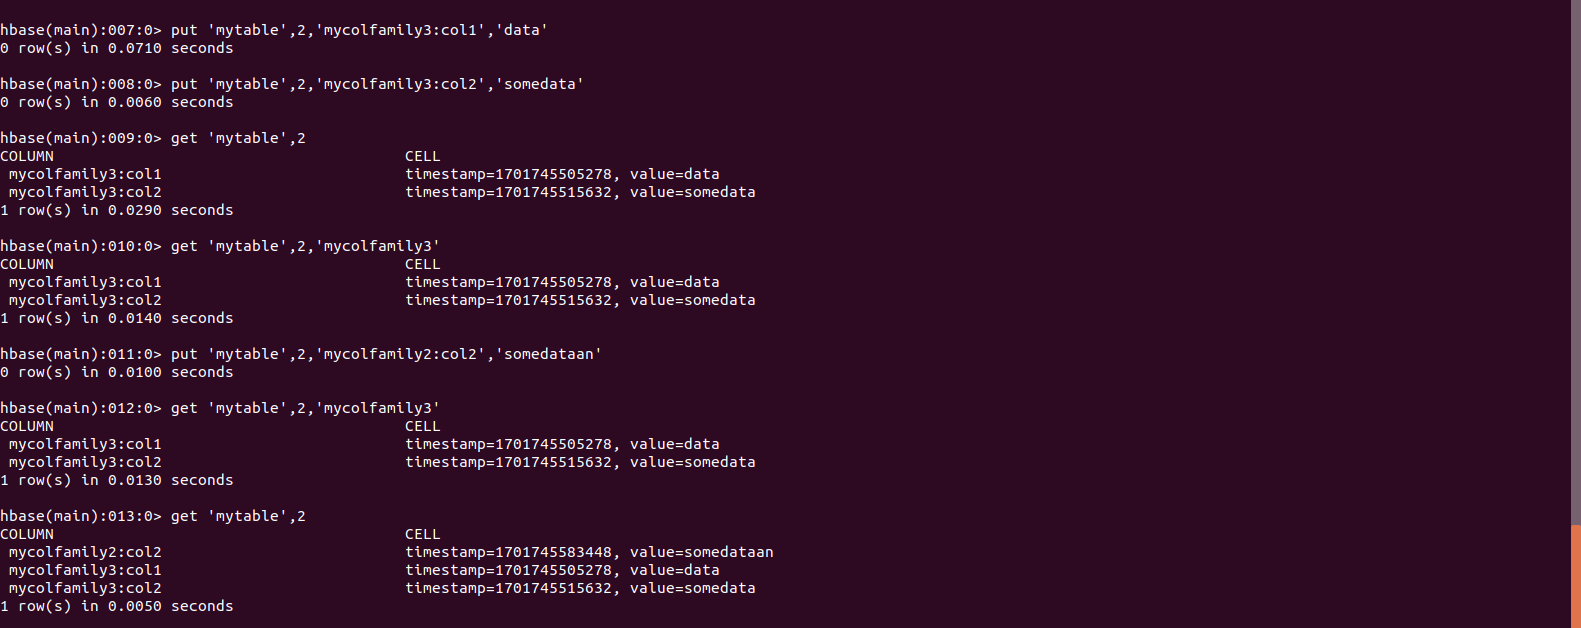 hbase(main):007:0> put 'mytable',2,'mycolfamily3:col1','data'
0 row(s) in 0.0710 seconds
hbase(main):008:0> put 'mytable',2,'mycolfamily3:col2','somedata'
0 row(s) in 0.0060 seconds
hbase(main):009:0> get 'mytable',2
COLUMN CELL
mycolfamily3:col1 timestamp=1701745505278, value=data
mycolfamily3:col2 timestamp=1701745515632, value=somedata
1 row(s) in 0.0290 seconds
hbase(main):010:0> get 'mytable',2,'mycolfamily3'
COLUMN CELL
mycolfamily3:col1 timestamp=1701745505278, value=data
mycolfamily3:col2 timestamp=1701745515632, value=somedata
1 row(s) in 0.0140 seconds
hbase(main):011:0> put 'mytable',2,'mycolfamily2:col2','somedataan'
0 row(s) in 0.0100 seconds
hbase(main):012:0> get 'mytable',2,'mycolfamily3'
COLUMN CELL
mycolfamily3:col1 timestamp=1701745505278, value=data
mycolfamily3:col2 timestamp=1701745515632, value=somedata
1 row(s) in 0.0130 seconds
hbase(main):013:0> get 'mytable',2
COLUMN CELL
mycolfamily2:col2 timestamp=1701745583448, value=somedataan
mycolfamily3:col1 timestamp=1701745505278, value=data
mycolfamily3:col2 timestamp=1701745515632, value=somedata
1 row(s) in 0.0050 seconds